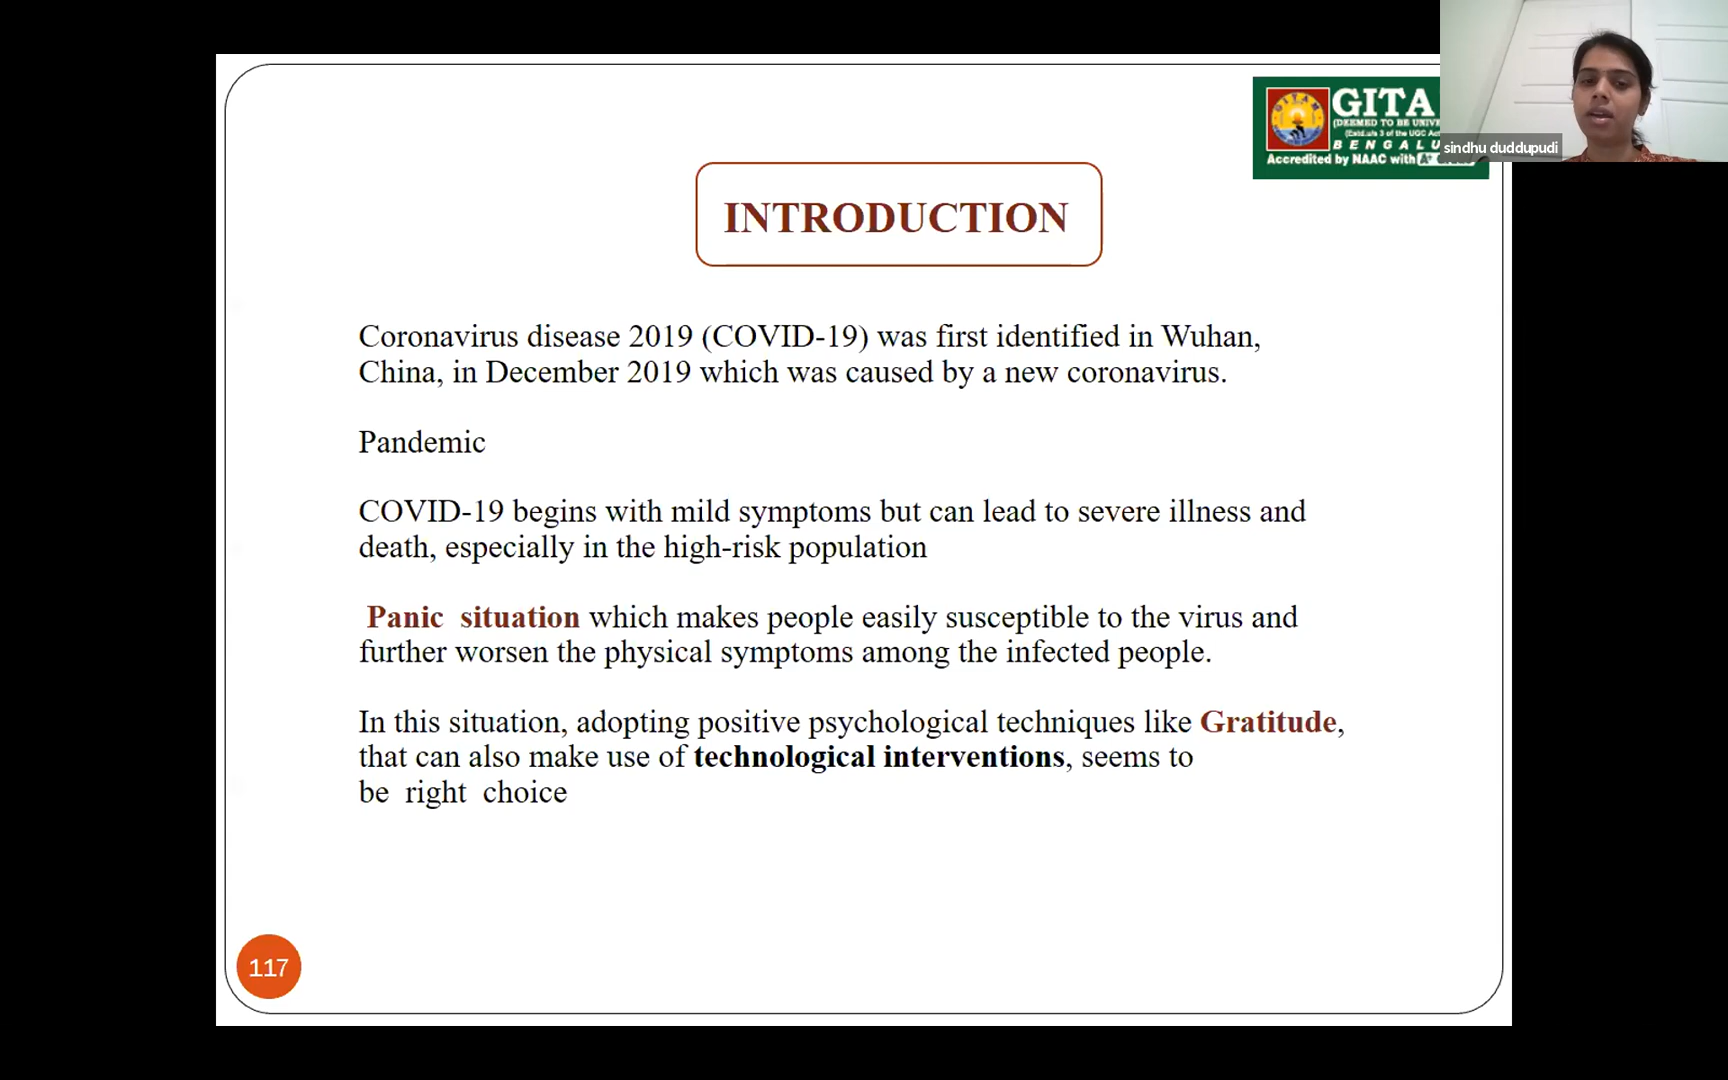 GITA
(DEEMED TO BE UNIVE
(Estd. u/s 3 of the UGC Act
BENGALU
Accredited by NAAC with A+
sindhu duddupudi
INTRODUCTION
Coronavirus disease 2019 (COVID-19) was first identified in Wuhan,
China, in December 2019 which was caused by a new coronavirus.
Pandemic
COVID-19 begins with mild symptoms but can lead to severe illness and
death, especially in the high-risk population
Panic situation which makes people easily susceptible to the virus and
further worsen the physical symptoms among the infected people.
In this situation, adopting positive psychological techniques like Gratitude,
that can also make use of technological interventions, seems to
be right choice
117